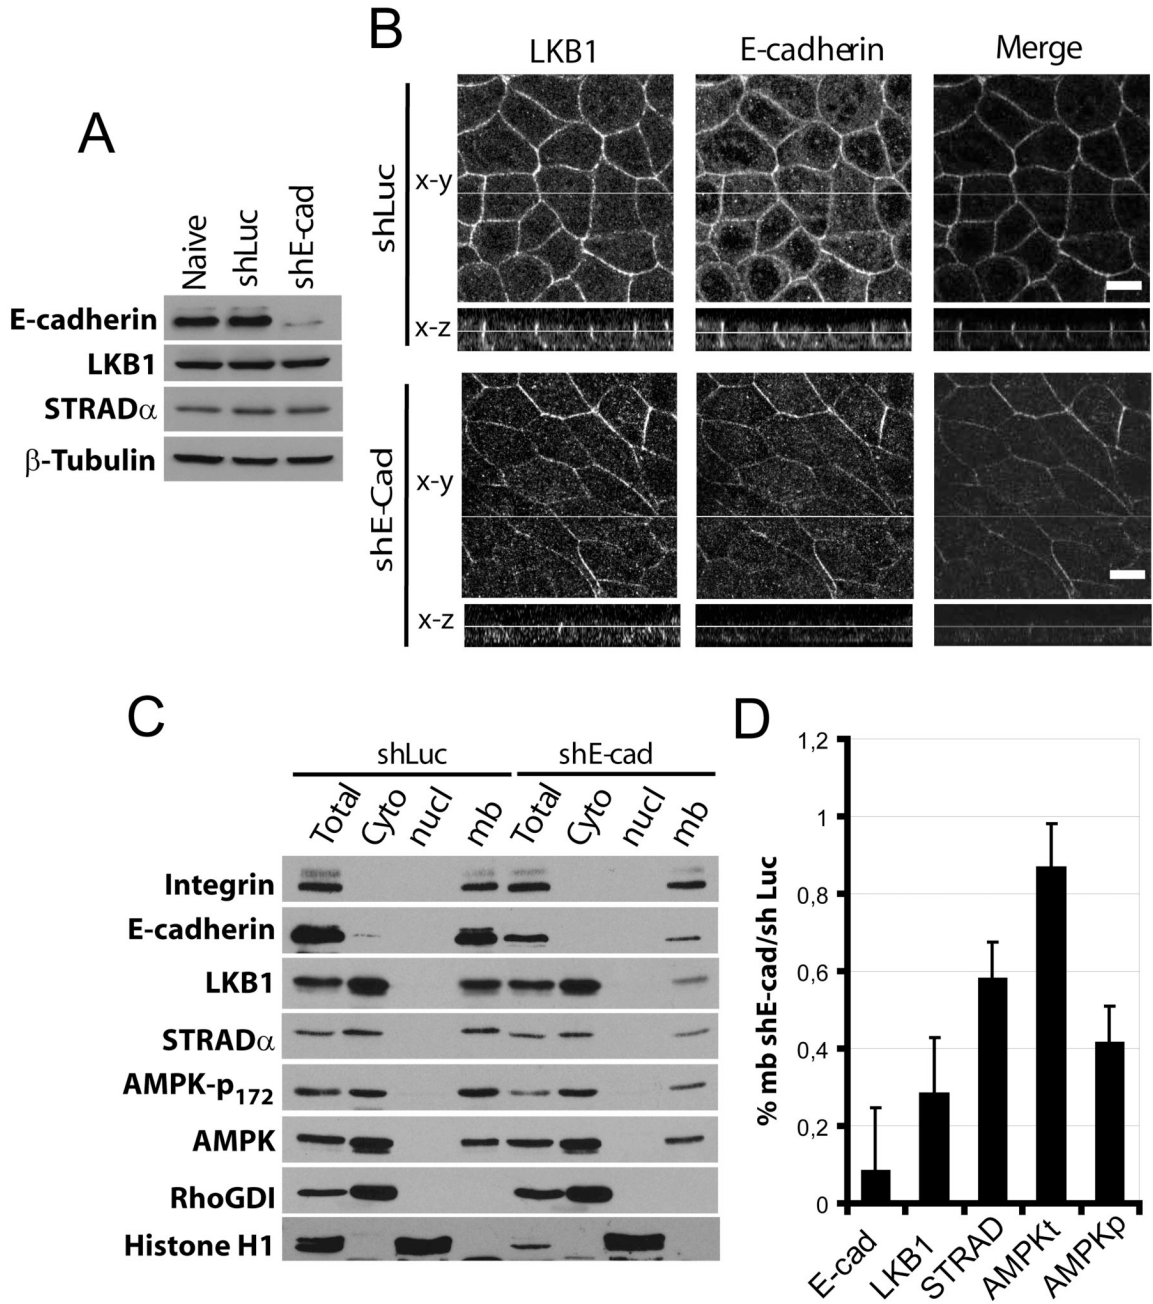 A
Naive
shLuc
shE-cad
E-cadherin
LKB1
STRADα
β-Tubulin
B
LKB1 E-cadherin Merge
shLuc
x-y
x-z
shE-Cad
x-y
x-z
C
shLuc shE-cad
Total Cyto nucl mb Total Cyto nucl mb
Integrin
E-cadherin
LKB1
STRADα
AMPK-p172
AMPK
RhoGDI
Histone H1
D
% mb shE-cad/sh Luc
1,2
1
0,8
0,6
0,4
0,2
0
E-cad LKB1 STRAD AMPKt AMPKp